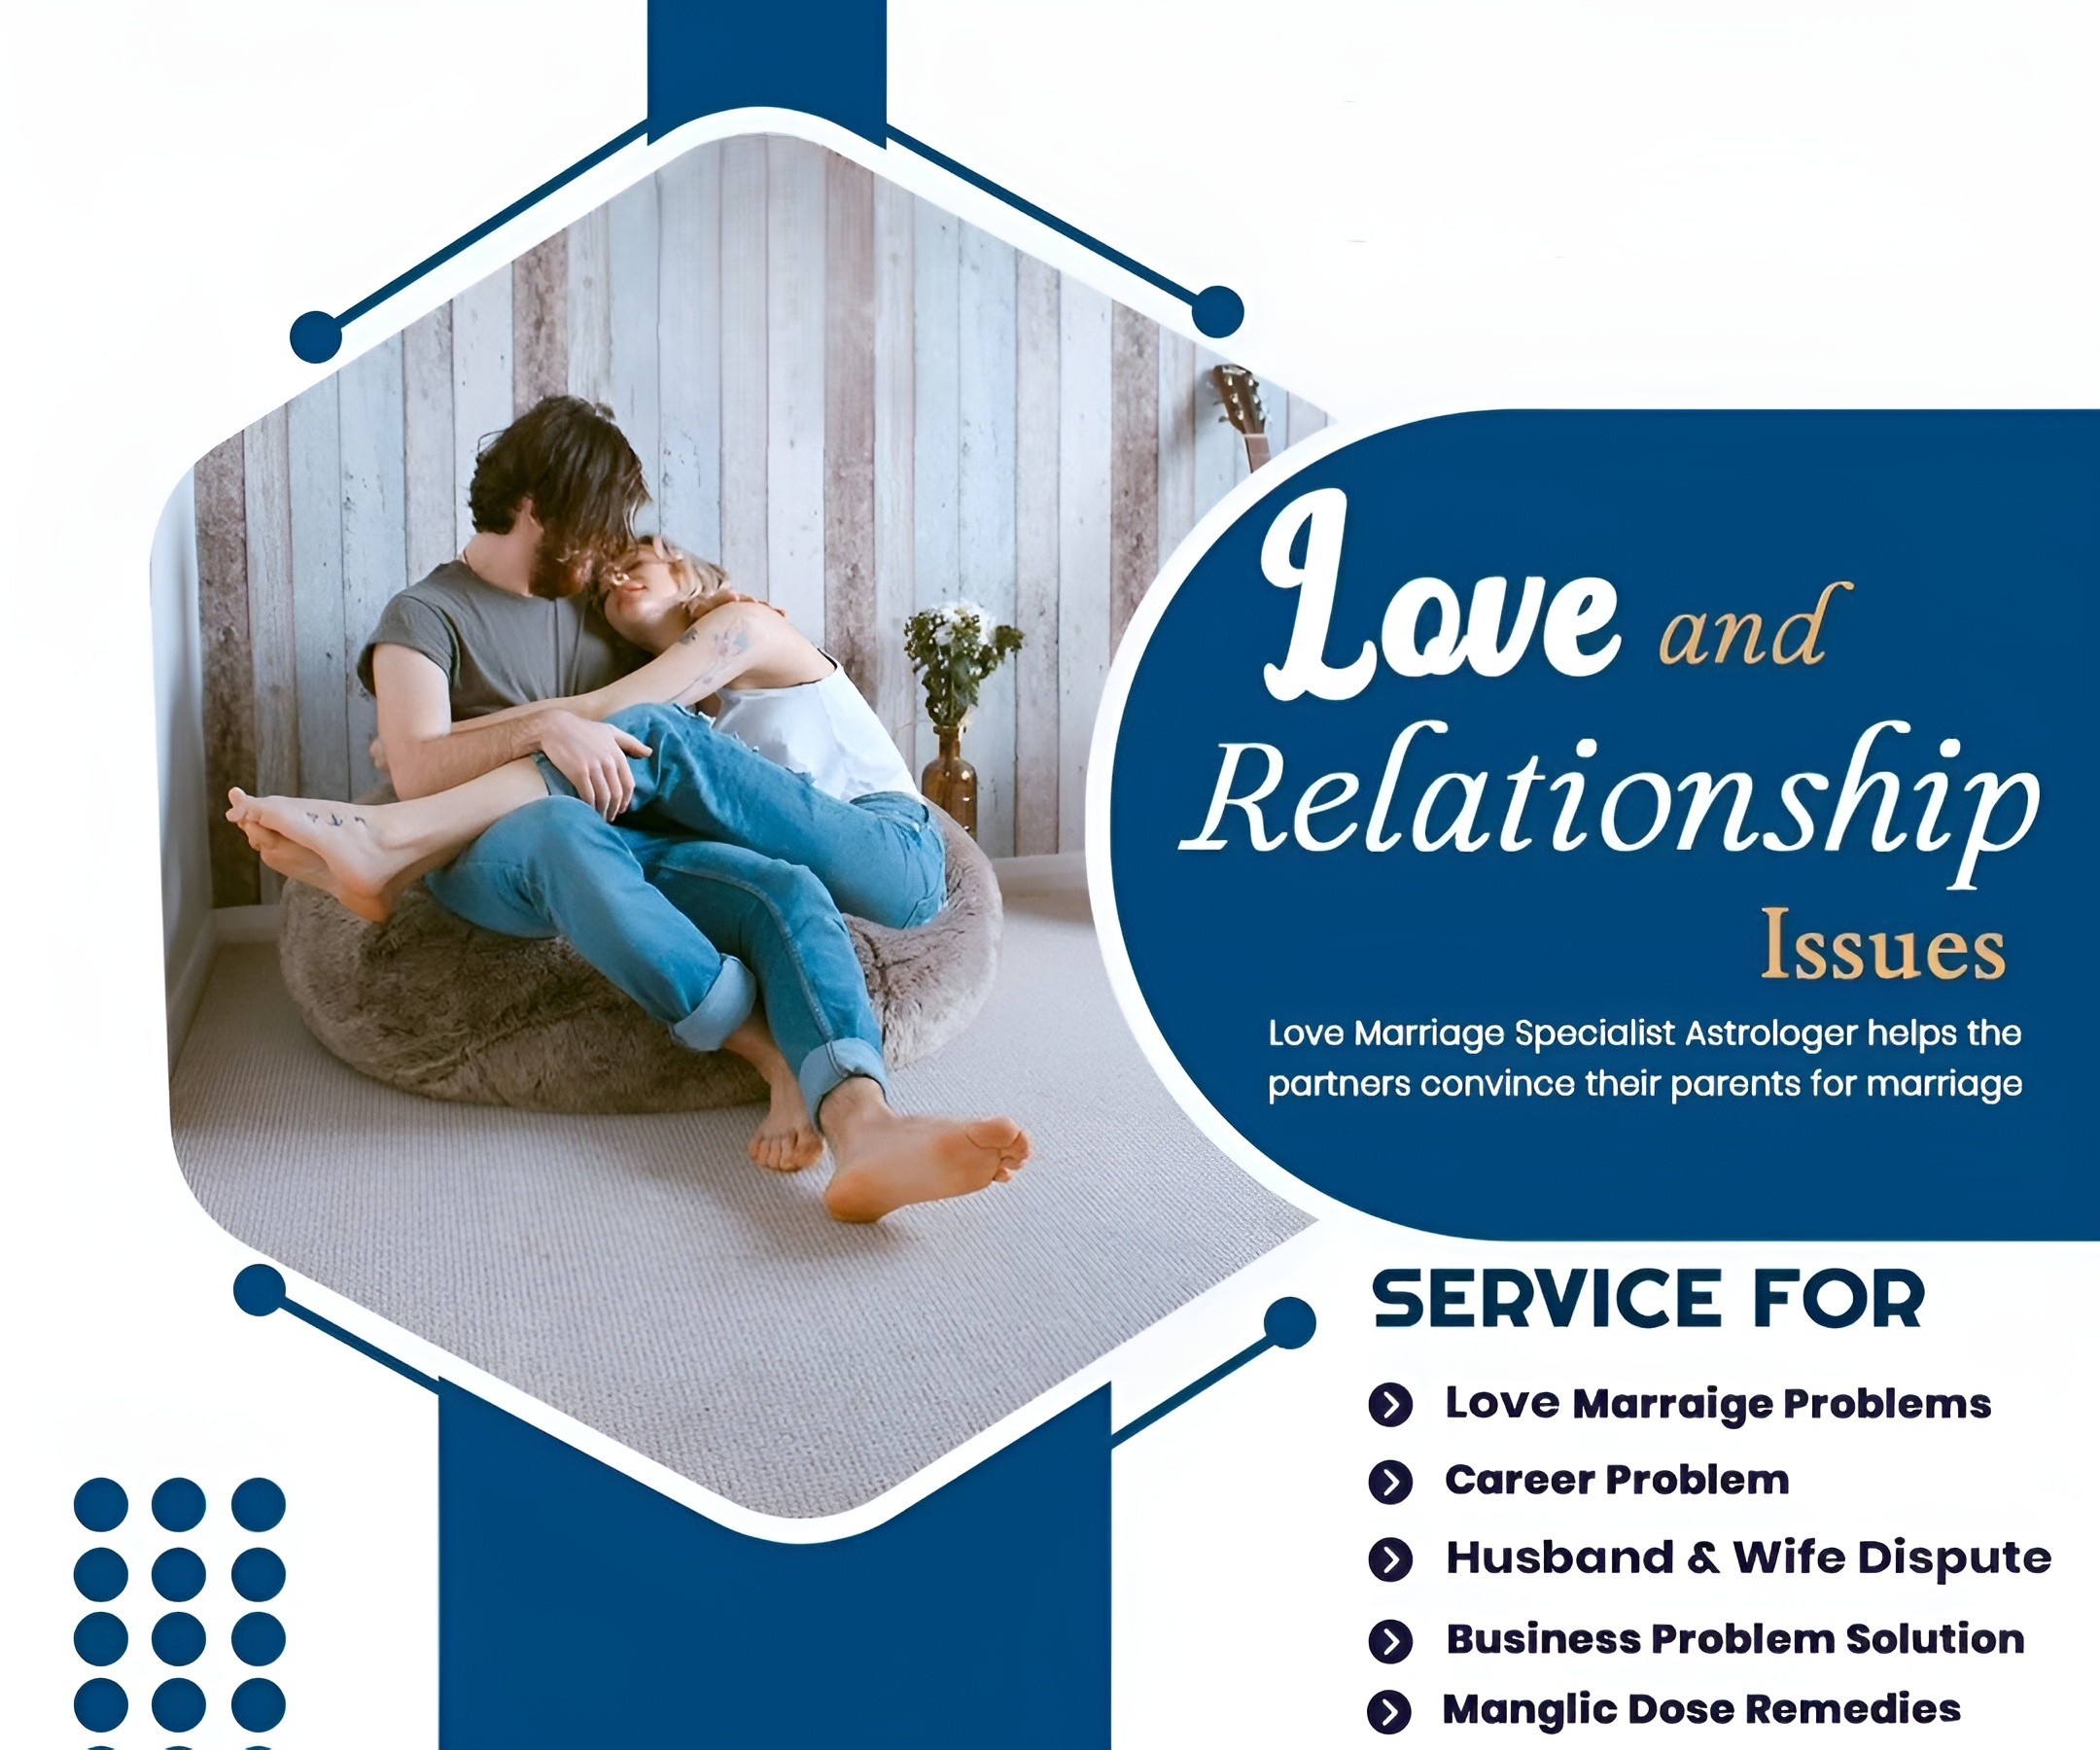 Love and
Relationship
Issues
Love Marriage Specialist Astrologer helps the
partners convince their parents for marriage
SERVICE FOR
Love Marraige Problems
Career Problem
Husband & Wife Dispute
Business Problem Solution
Manglic Dose Remedies